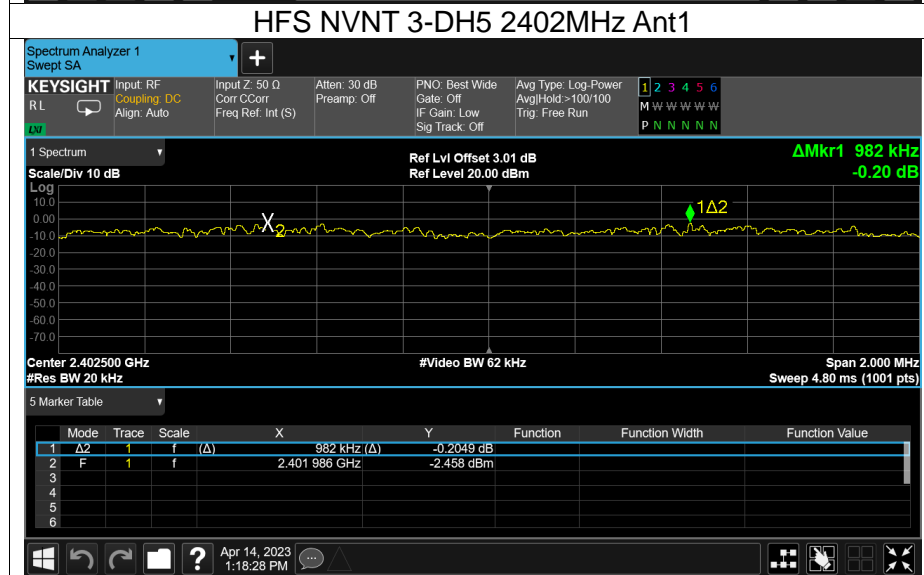 HFS NVNT 3-DH5 2402MHz Ant1
Spectrum Analyzer 1
Swept SA
+
KEYSIGHT Input: RF Input Z: 50 Ω Atten: 30 dB PNO: Best Wide Avg Type: Log-Power 1 2 3 4 5 6
R L Coupling: DC Corr CCorr Preamp: Off Gate: Off Avg|Hold:>100/100 M W W W W W
Align: Auto Freq Ref: Int (S) IF Gain: Low Trig: Free Run
LXI Sig Track: Off P N N N N N
1 Spectrum Ref Lvl Offset 3.01 dB ΔMkr1 982 kHz
Scale/Div 10 dB Ref Level 20.00 dBm -0.20 dB
Log
10.0
1Δ2
0.00
X2
-10.0
-20.0
-30.0
-40.0
-50.0
-60.0
-70.0
Center 2.402500 GHz #Video BW 62 kHz Span 2.000 MHz
#Res BW 20 kHz Sweep 4.80 ms (1001 pts)
5 Marker Table
Mode Trace Scale X Y Function Function Width Function Value
1 Δ2 1 f (Δ) 982 kHz (Δ) -0.2049 dB
2 F 1 f 2.401 986 GHz -2.458 dBm
3
4
5
6
? Apr 14, 2023
1:18:28 PM